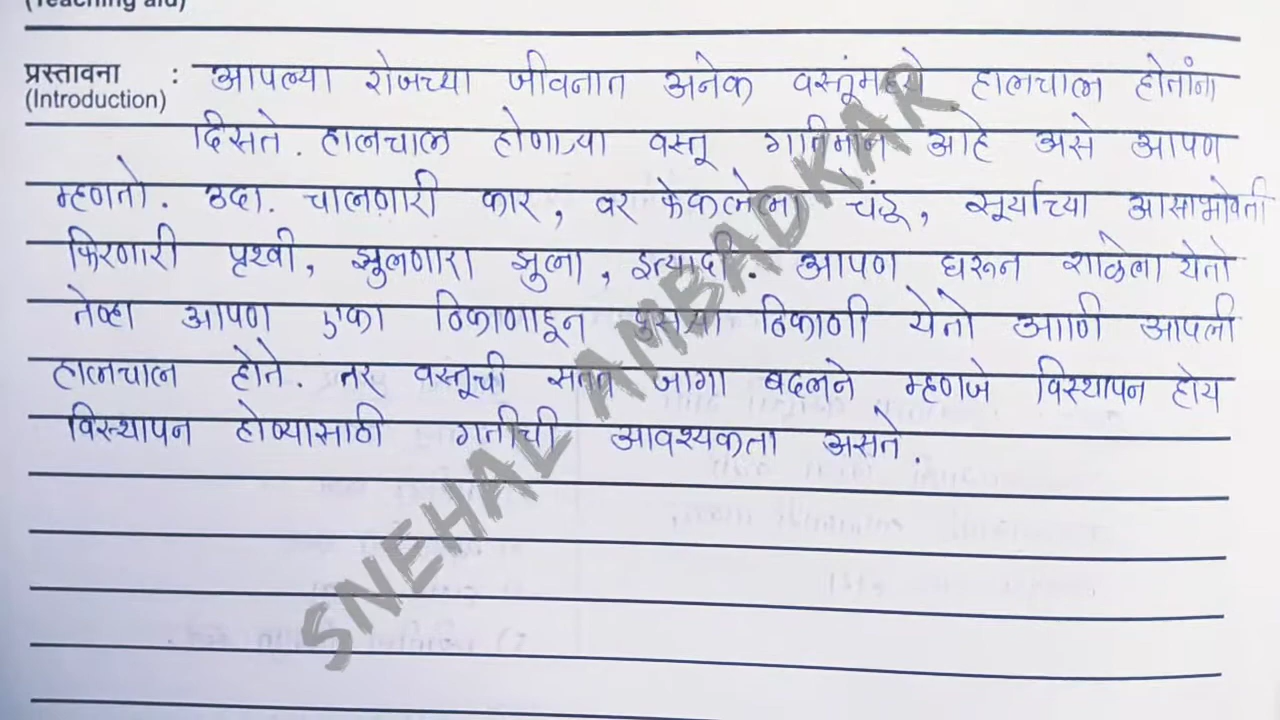 (Teaching aid)
प्रस्तावना : आपल्या रोजच्या जीवनात अनेक वस्तूंमध्ये हालचाल होतांना
(Introduction)
दिसते. हालचाल होणाऱ्या वस्तू गतिमान आहे असे आपण
म्हणतो. उदा. चालणारी कार, वर फेकलेला चेंडू, सूर्याच्या आसाभोवती
फिरणारी पृथ्वी, झुलणारा झुला, इत्यादी. आपण घरून शाळेला येतो
तेव्हा आपण एका ठिकाणाहून दुसऱ्या ठिकाणी येतो आणि आपली
हालचाल होते. तर वस्तूची सतत जागा बदलने म्हणजे विस्थापन होय
विस्थापन होण्यासाठी गतीची आवश्यकता असते.
SNEHAL AMBADKAR